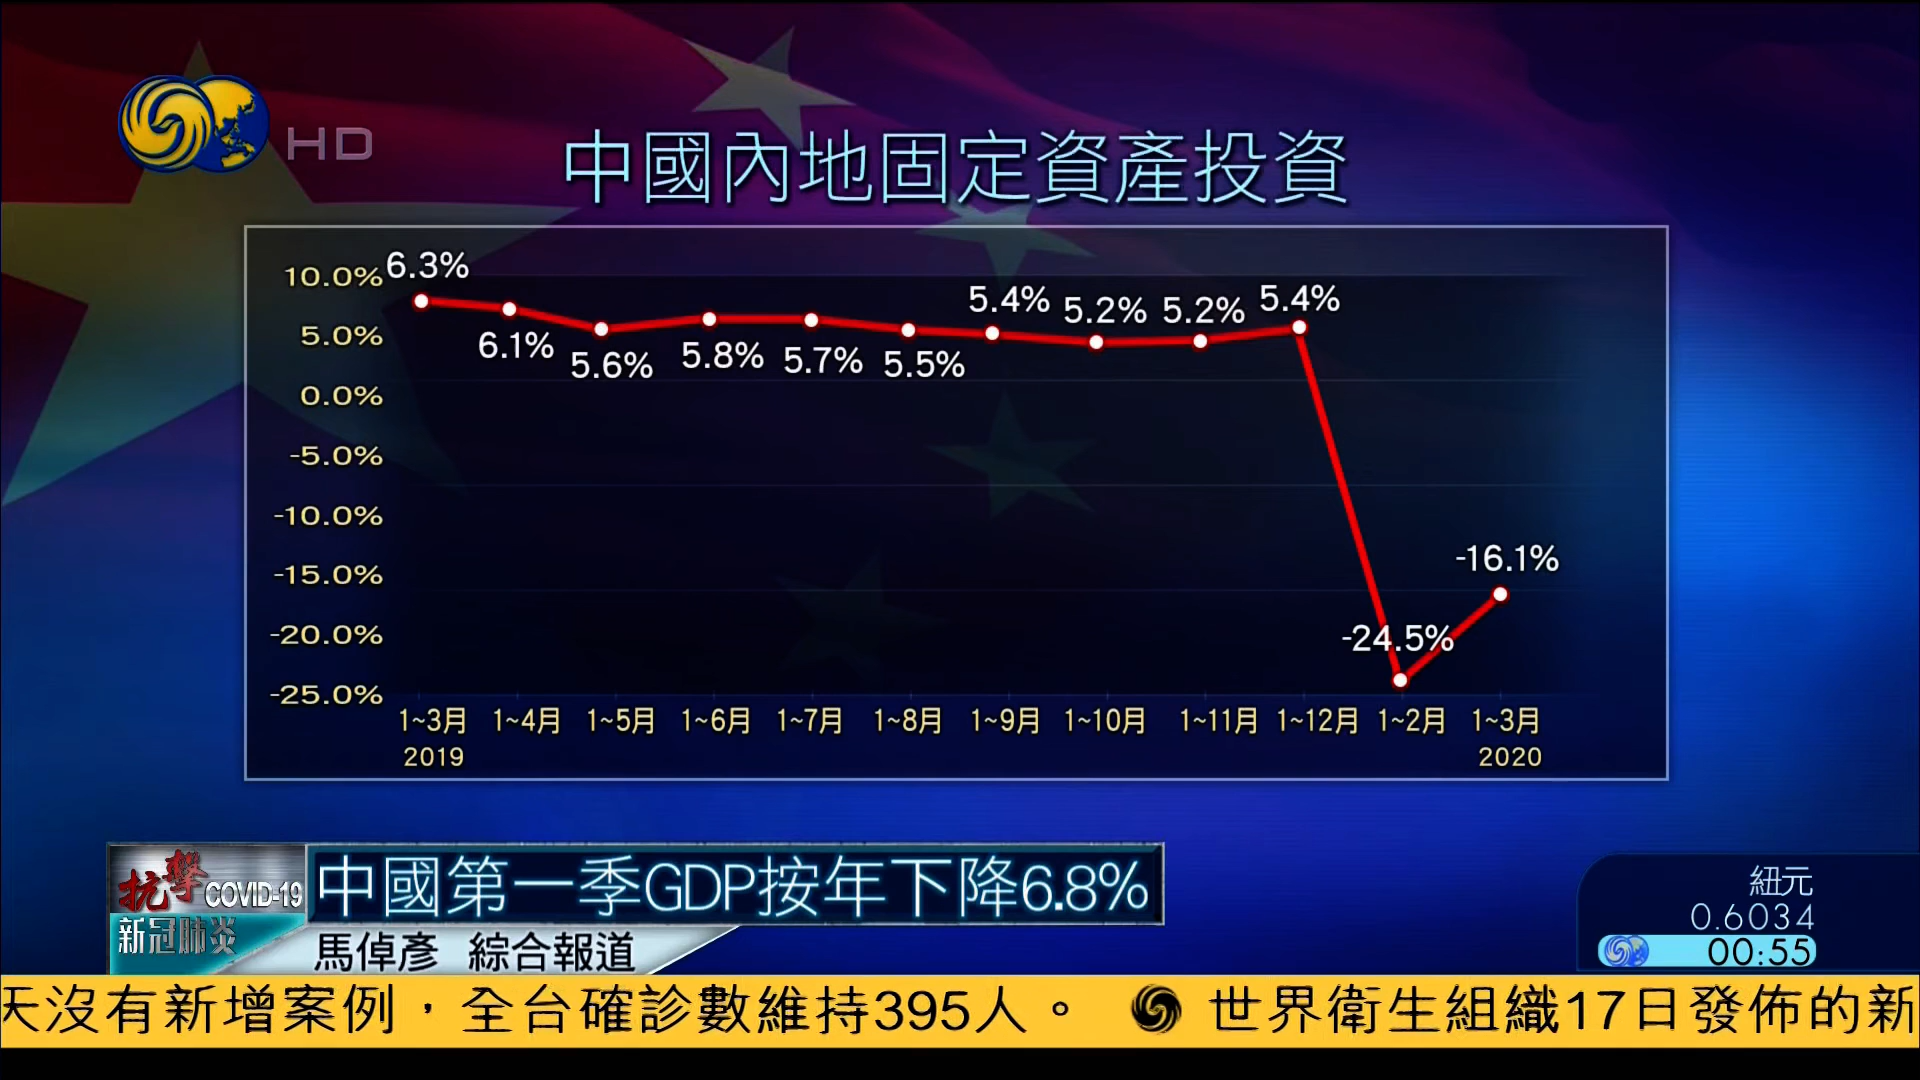 HD
中國內地固定資產投資
10.0%
5.0%
0.0%
-5.0%
-10.0%
-15.0%
-20.0%
-25.0%
6.3%
6.1%
5.6%
5.8%
5.7%
5.5%
5.4%
5.2%
5.2%
5.4%
-24.5%
-16.1%
1~3月 1~4月 1~5月 1~6月 1~7月 1~8月 1~9月 1~10月 1~11月 1~12月 1~2月 1~3月
2019 2020
抗擊COVID-19
新冠肺炎
中國第一季GDP按年下降6.8%
馬倬彥 綜合報道
紐元
0.6034
00:55
天沒有新增案例，全台確診數維持395人。 世界衛生組織17日發佈的新